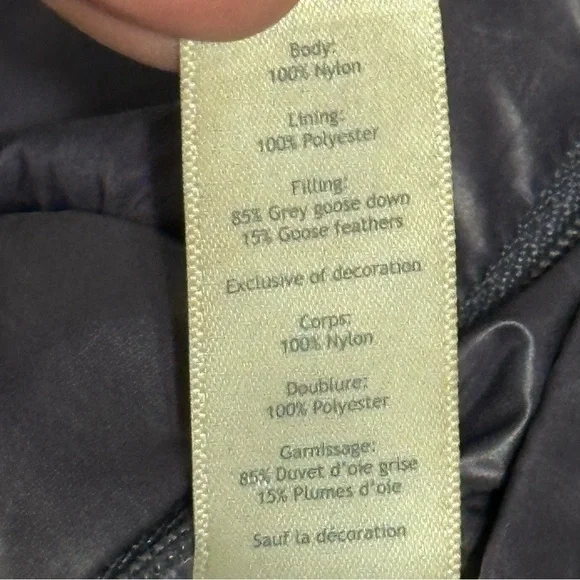 Body:
100% Nylon
Lining:
100% Polyester
Filling:
85% Grey goose down
15% Goose feathers
Exclusive of decoration
Corps:
100% Nylon
Doublure:
100% Polyester
Garnissage:
85% Duvet d'oie grise
15% Plumes d'oie
Sauf la décoration